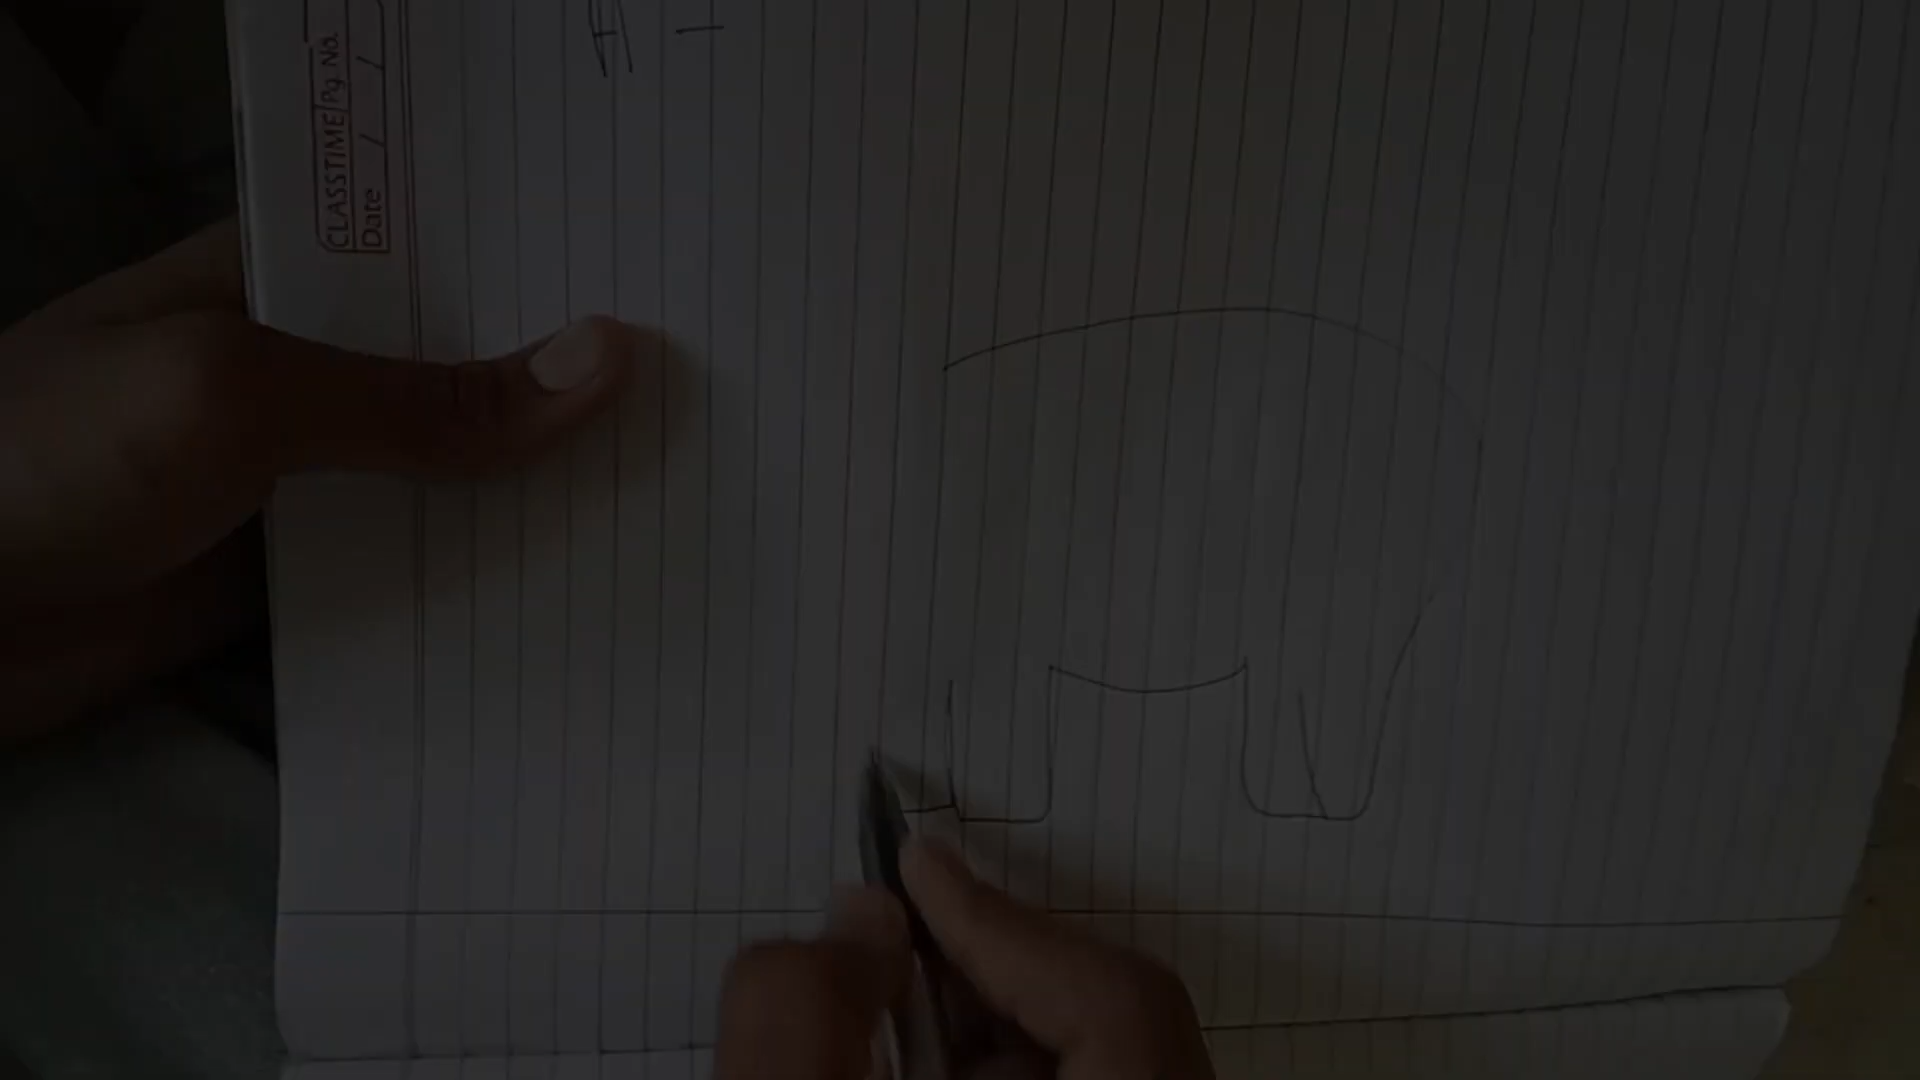 CLASSTIME Pg. No.
Date / /